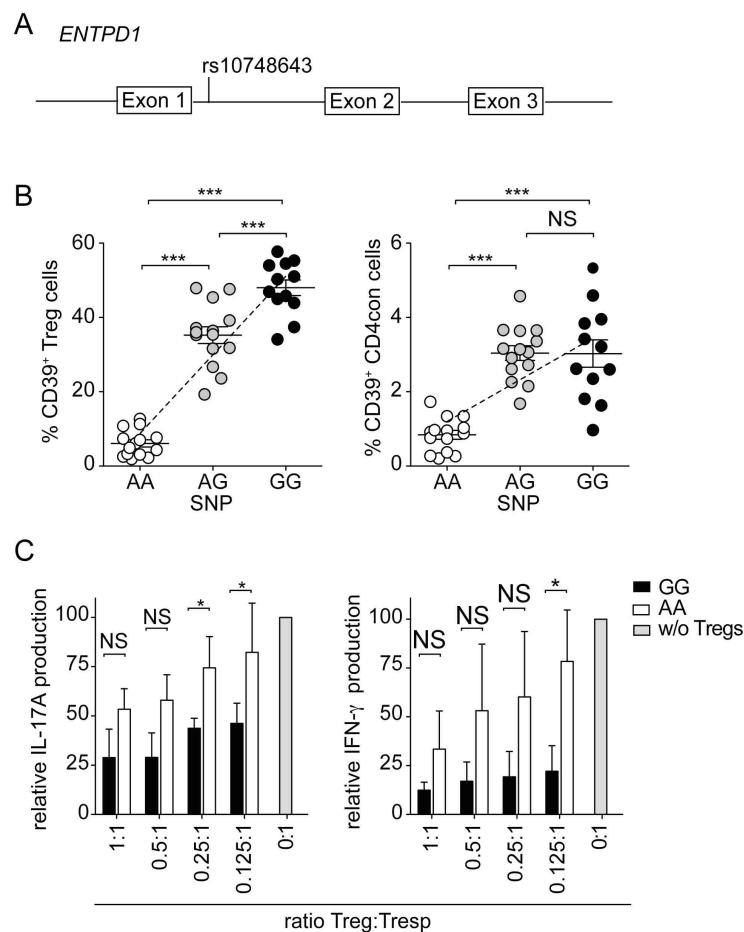 A
ENTPD1
rs10748643
Exon 1
Exon 2
Exon 3
B
% CD39+ Treg cells
60
40
20
0
***
***
***
AA
AG
GG
SNP
% CD39+ CD4con cells
6
4
2
0
***
***
NS
AA
AG
GG
SNP
C
relative IL-17A production
100
75
50
25
0
NS
NS
*
*
1:1
0.5:1
0.25:1
0.125:1
0:1
relative IFN-γ production
100
75
50
25
0
NS
NS
NS
*
1:1
0.5:1
0.25:1
0.125:1
0:1
GG
AA
w/o Tregs
ratio Treg:Tresp